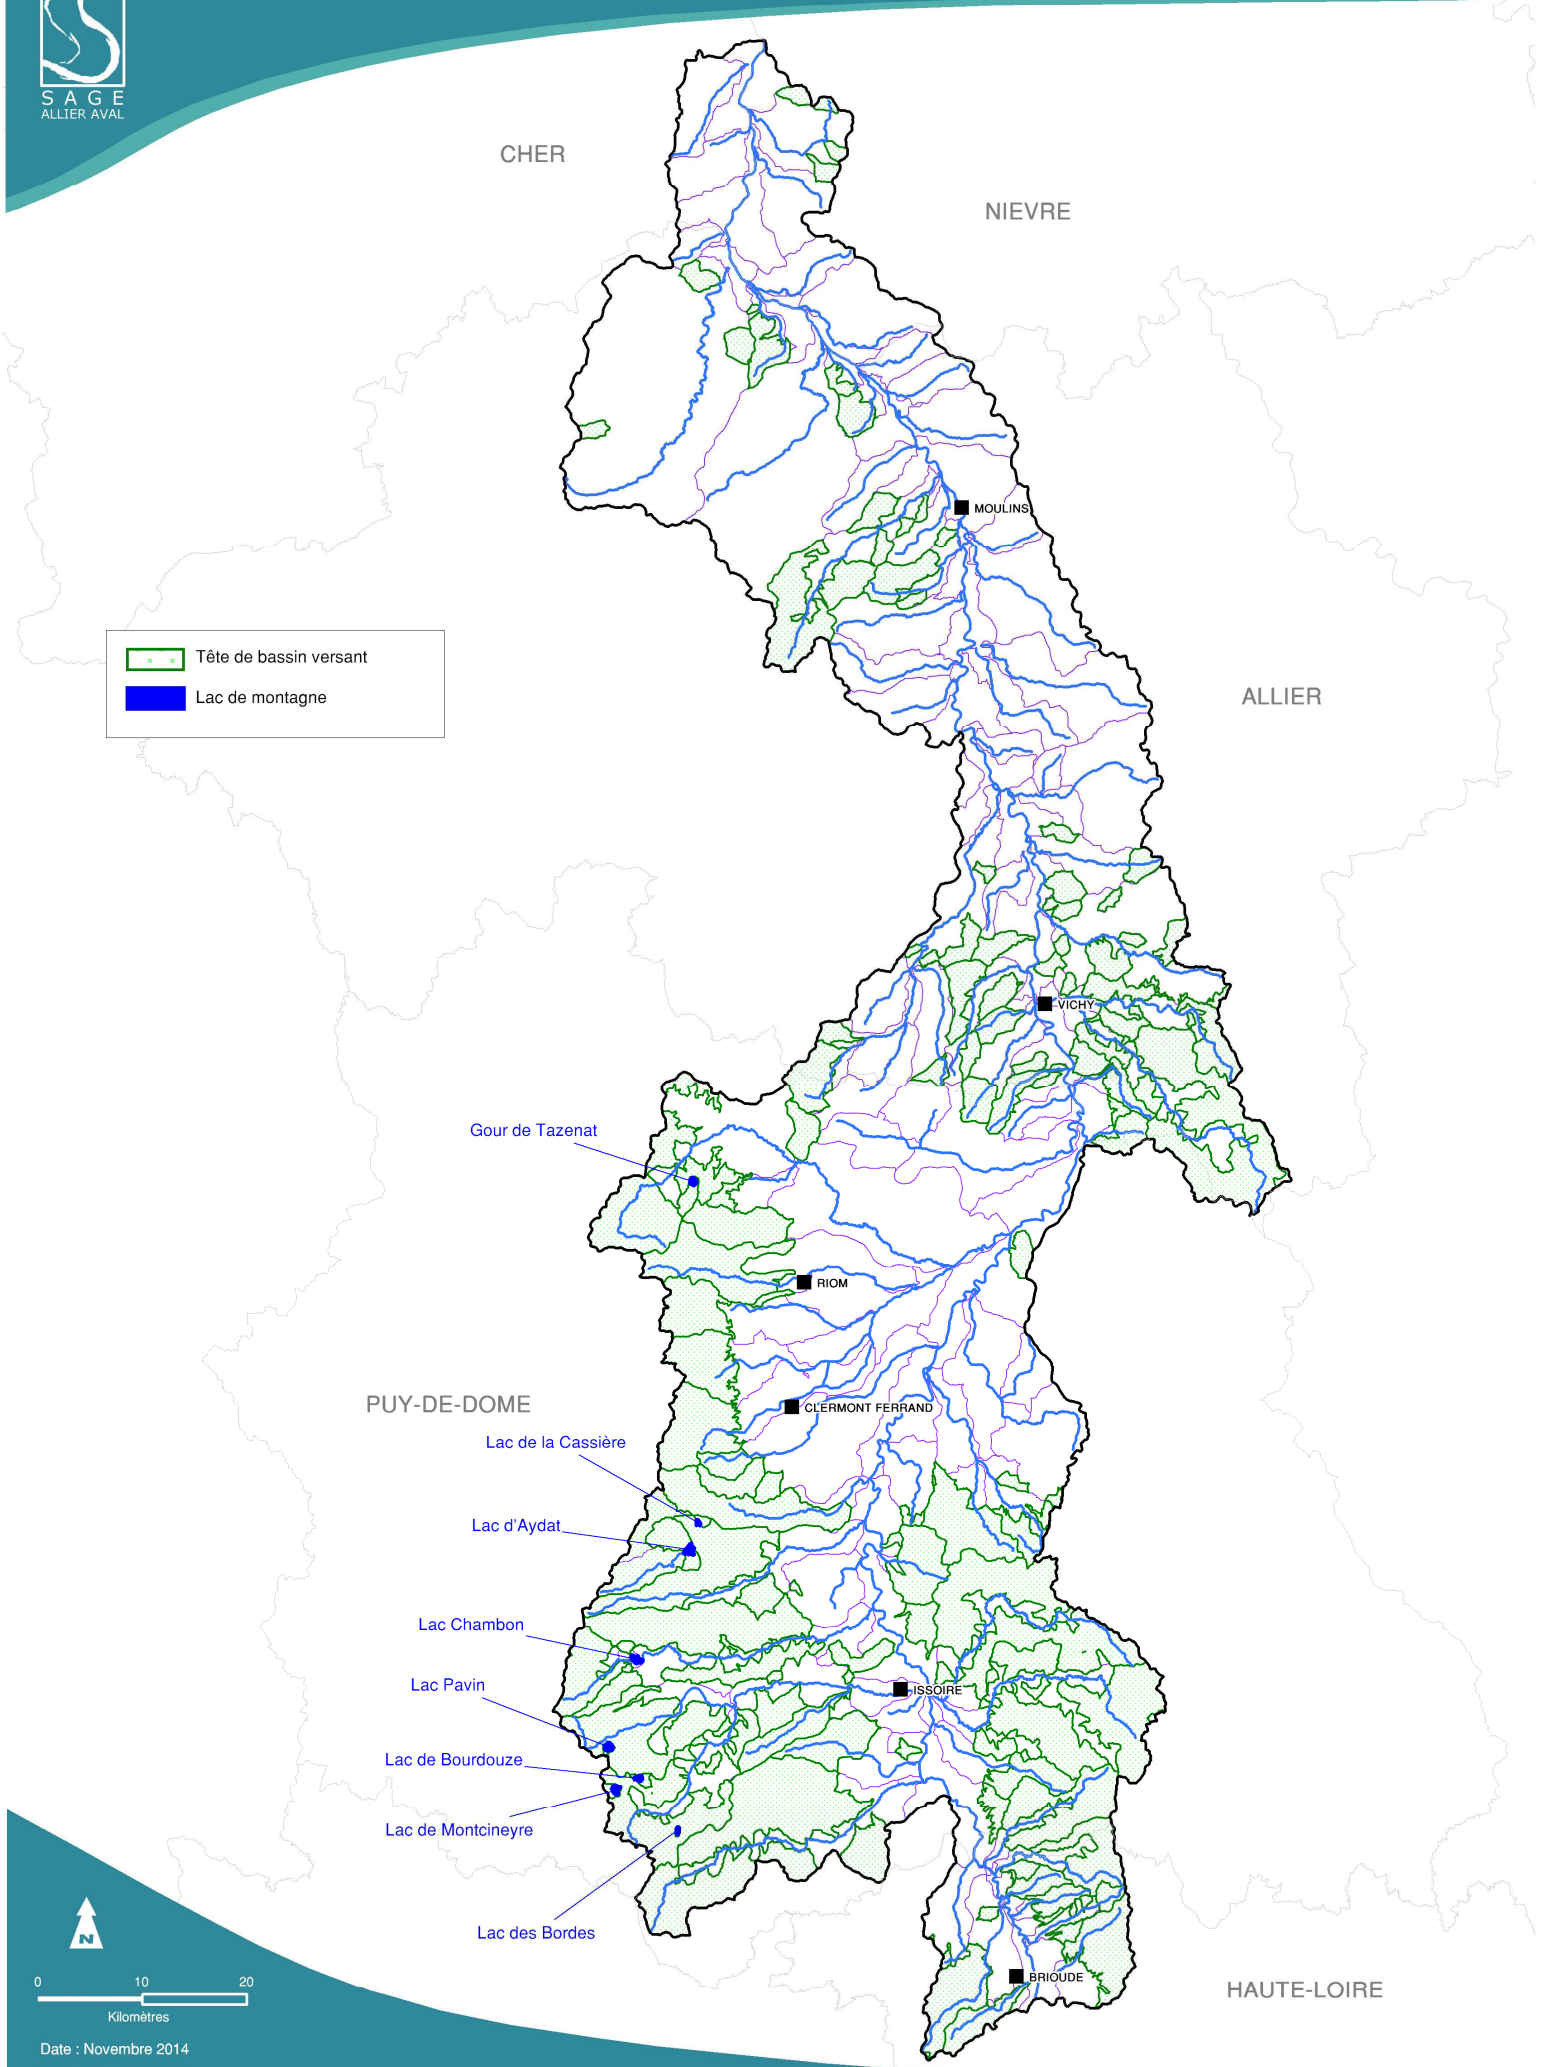 SAGE
ALLIER AVAL
CHER
NIEVRE
MOULINS
Tête de bassin versant
Lac de montagne
ALLIER
VICHY
Gour de Tazenat
RIOM
PUY-DE-DOME
CLERMONT FERRAND
Lac de la Cassière
Lac d'Aydat
Lac Chambon
Lac Pavin
ISSOIRE
Lac de Bourdouze
Lac de Montcineyre
Lac des Bordes
N
BRIOUDE
HAUTE-LOIRE
0 10 20
Kilomètres
Date : Novembre 2014